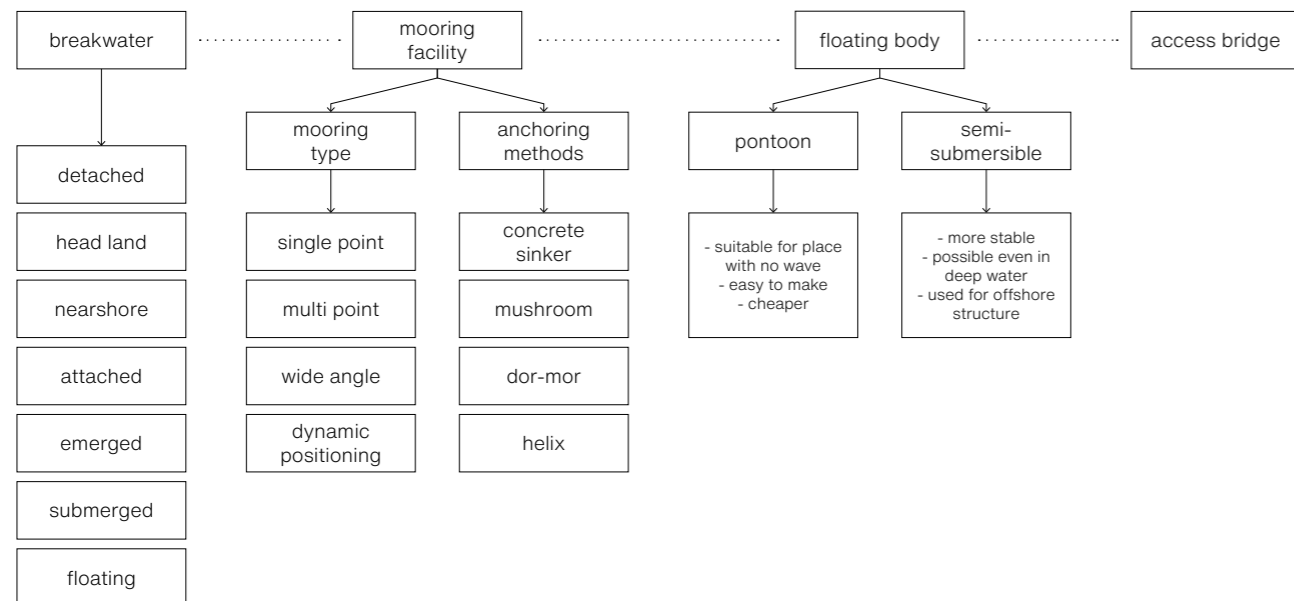 breakwater
mooring
facility
floating body
access bridge
mooring
type
anchoring
methods
pontoon
semi-
submersible
detached
head land
nearshore
attached
emerged
submerged
floating
single point
multi point
wide angle
dynamic
positioning
concrete
sinker
mushroom
dor-mor
helix
- suitable for place
with no wave
- easy to make
- cheaper
- more stable
- possible even in
deep water
- used for offshore
structure